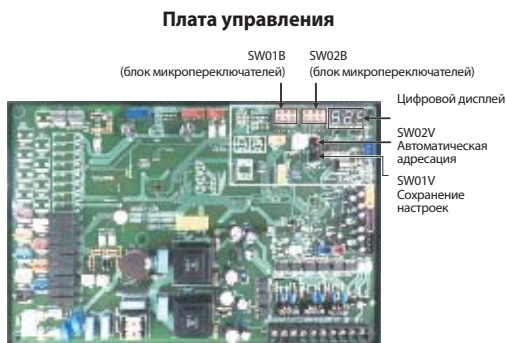 Плата управления
SW01B
(блок микропереключателей)
SW02B
(блок микропереключателей)
Цифровой дисплей
SW02V
Автоматическая
адресация
SW01V
Сохранение
настроек